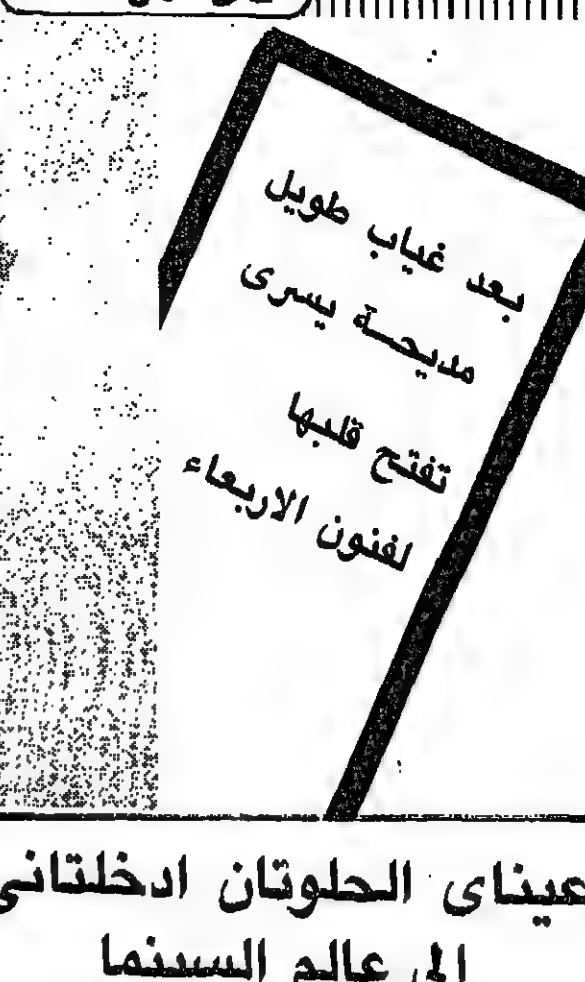 بعد غياب طويل
مديحة يسرى
تفتح قلبها
لفنون الاربعاء
عيناى الحلوتان ادخلتانى
الى عالم السينما